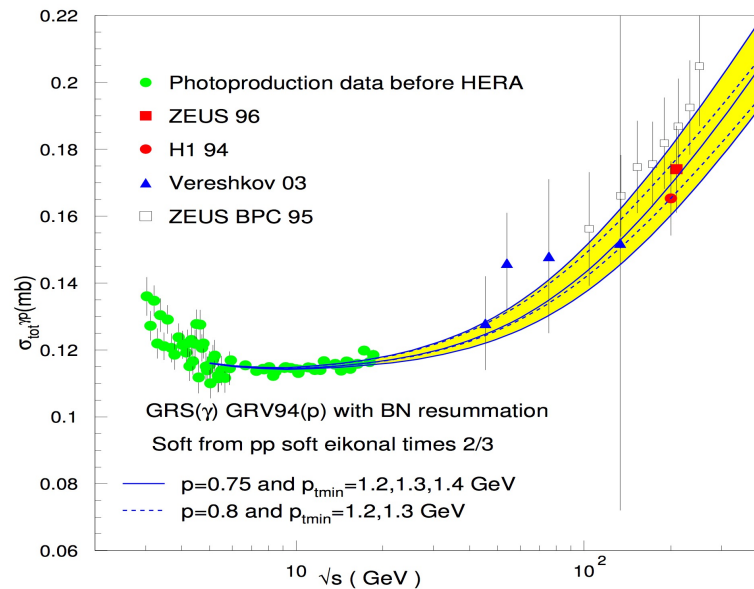 0.22
0.2
0.18
0.16
0.14
0.12
0.1
0.08
0.06
σtotγp(mb)
Photoproduction data before HERA
ZEUS 96
H1 94
Vereshkov 03
ZEUS BPC 95
GRS(γ) GRV94(p) with BN resummation
Soft from pp soft eikonal times 2/3
p=0.75 and ptmin=1.2,1.3,1.4 GeV
p=0.8 and ptmin=1.2,1.3 GeV
10
10²
√s ( GeV )